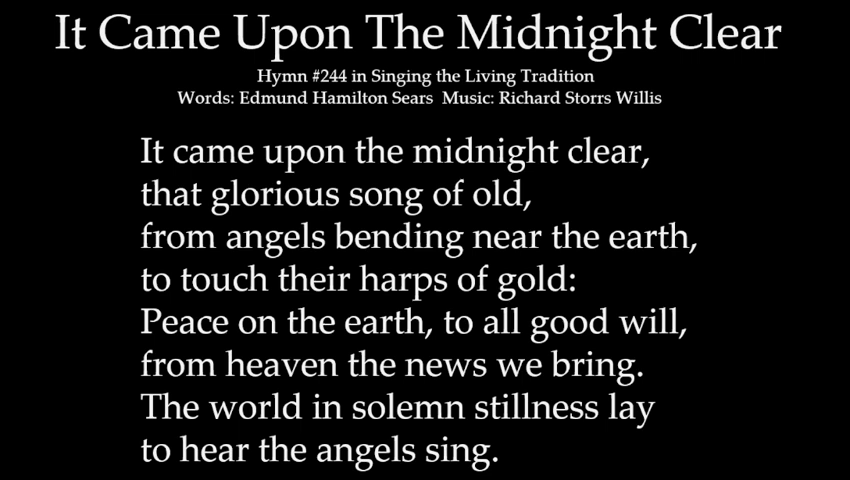 It Came Upon The Midnight Clear
Hymn #244 in Singing the Living Tradition
Words: Edmund Hamilton Sears  Music: Richard Storrs Willis
It came upon the midnight clear,
that glorious song of old,
from angels bending near the earth,
to touch their harps of gold:
Peace on the earth, to all good will,
from heaven the news we bring.
The world in solemn stillness lay
to hear the angels sing.